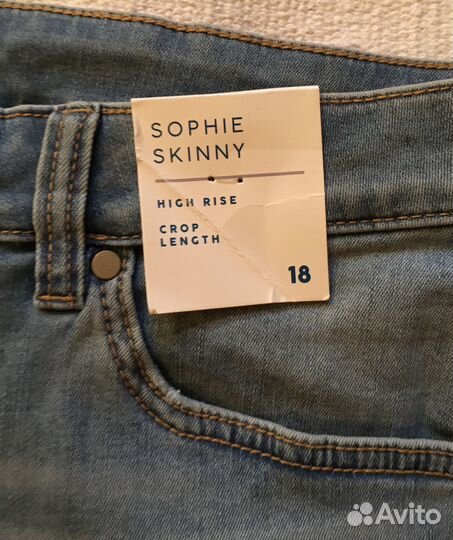 SOPHIE
SKINNY
HIGH RISE
CROP
LENGTH
18
Avito